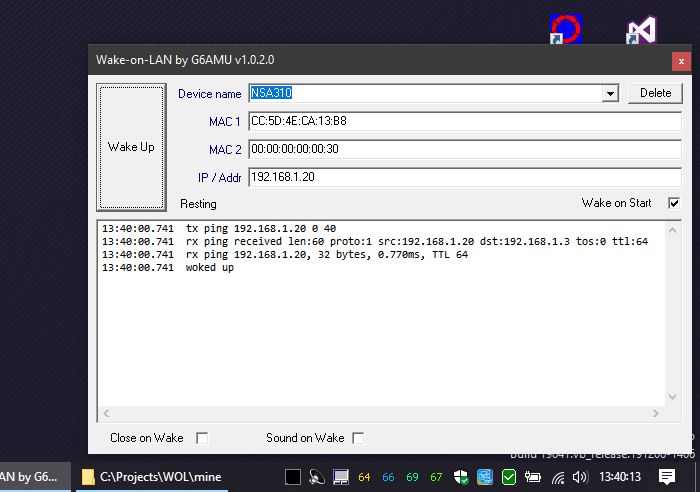 Wake-on-LAN by G6AMU v1.0.2.0
x
Wake Up
Device name
NSA310
Delete
MAC 1
CC:5D:4E:CA:13:B8
MAC 2
00:00:00:00:00:30
IP / Addr
192.168.1.20
Resting
Wake on Start
13:40:00.741 tx ping 192.168.1.20 0 40
13:40:00.741 rx ping received len:60 proto:1 src:192.168.1.20 dst:192.168.1.3 tos:0 ttl:64
13:40:00.741 rx ping 192.168.1.20, 32 bytes, 0.770ms, TTL 64
13:40:00.741 woked up
Close on Wake
Sound on Wake
Build 19041.vb_release.191206-1406
AN by G6...
C:\Projects\WOL\mine
64 66 69 67
13:40:13